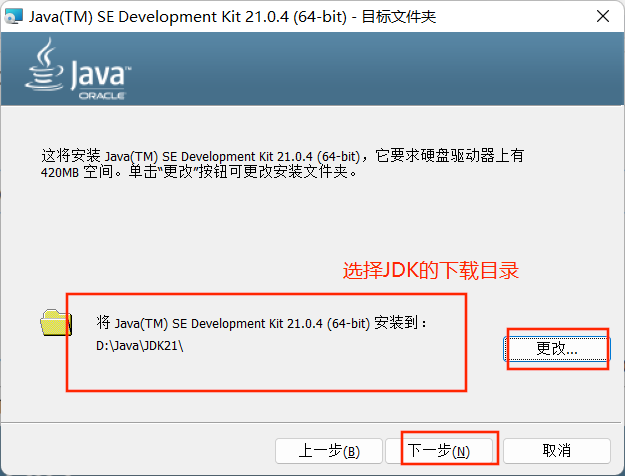 Java(TM) SE Development Kit 21.0.4 (64-bit) - 目标文件夹
Java™
ORACLE
这将安装 Java(TM) SE Development Kit 21.0.4 (64-bit)，它要求硬盘驱动器上有
420MB 空间。单击“更改”按钮可更改安装文件夹。
选择JDK的下载目录
将 Java(TM) SE Development Kit 21.0.4 (64-bit) 安装到：
D:\Java\JDK21\
更改...
上一步(B)
下一步(N)
取消